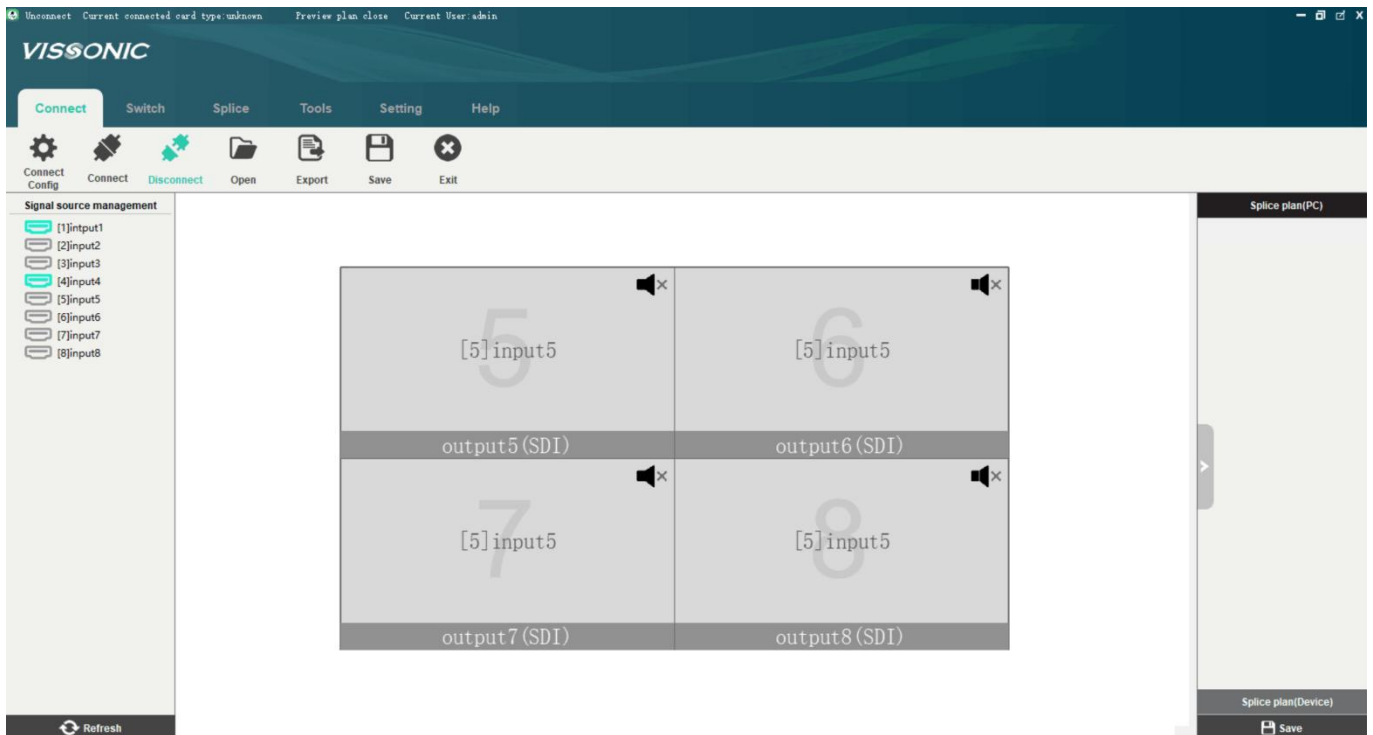 Unconnect Current connected card type:unknown Preview plan close Current User:admin
VISSONIC
Connect Switch Splice Tools Setting Help
Connect Config
Connect
Disconnect
Open
Export
Save
Exit
Signal source management
[1]intput1
[2]input2
[3]input3
[4]input4
[5]input5
[6]input6
[7]input7
[8]input8
Refresh
5
[5]input5
output5(SDI)
6
[5]input5
output6(SDI)
7
[5]input5
output7(SDI)
8
[5]input5
output8(SDI)
Splice plan(PC)
Splice plan(Device)
Save